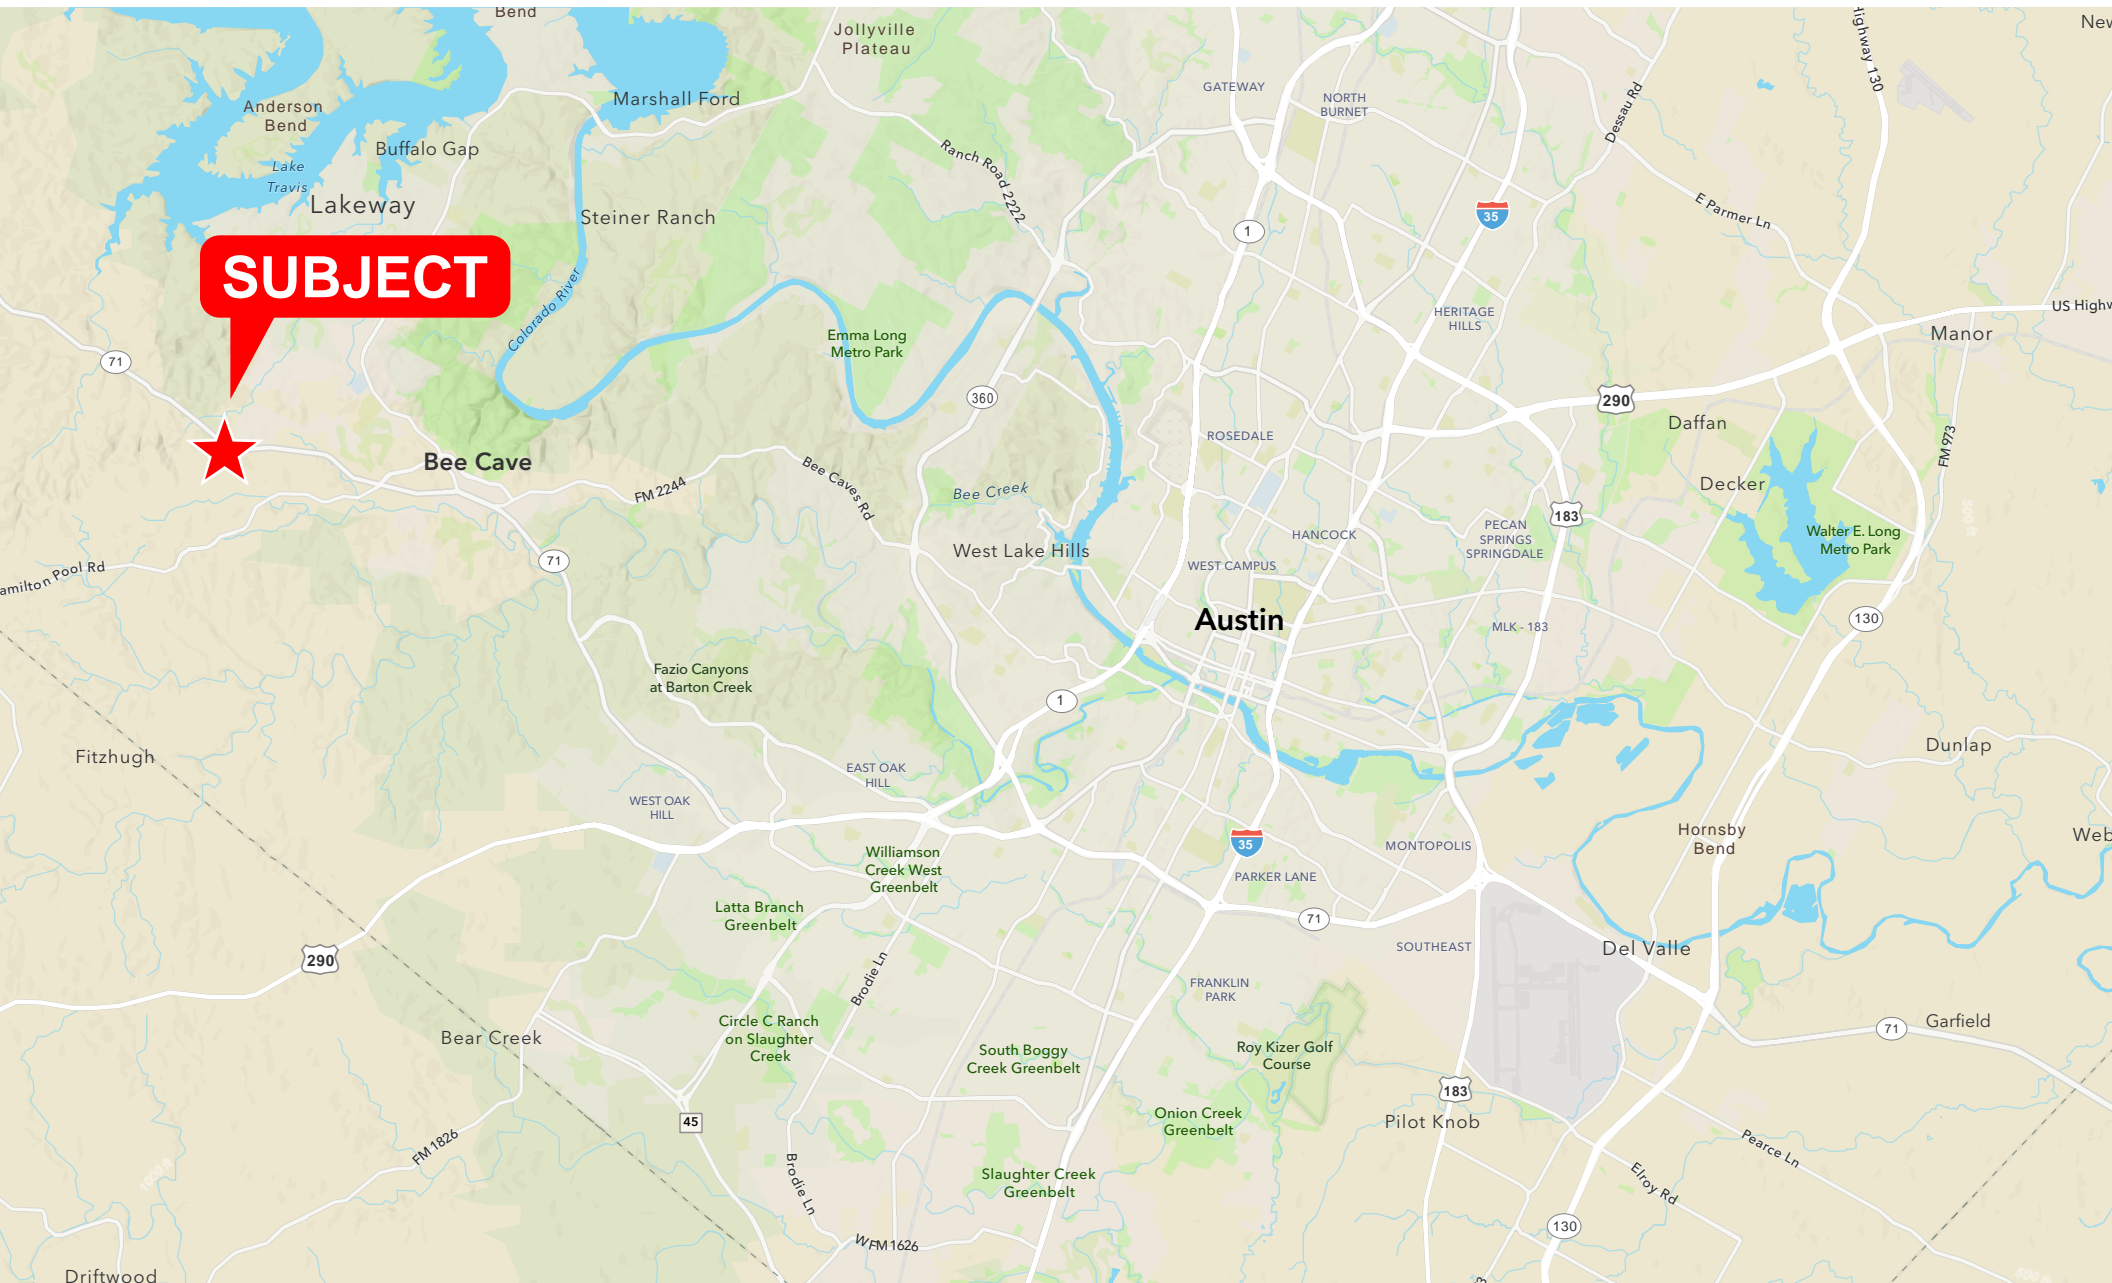 Bend
Jollyville
Plateau
Highway 130
GATEWAY
NORTH
BURNET
Dessau Rd
Anderson
Bend
Marshall Ford
Buffalo Gap
Lake
Travis
Ranch Road 2222
Lakeway
Steiner Ranch
E Parmer Ln
35
1
SUBJECT
Colorado River
US Highw
HERITAGE
HILLS
Manor
Emma Long
Metro Park
71
360
290
Daffan
ROSEDALE
FM 973
Bee Cave
Bee Caves Rd
FM 2244
Bee Creek
Decker
183
PECAN
SPRINGS
SPRINGDALE
HANCOCK
Walter E. Long
Metro Park
500 ft
West Lake Hills
71
WEST CAMPUS
amilton Pool Rd
Austin
MLK - 183
130
Fazio Canyons
at Barton Creek
1
Fitzhugh
Dunlap
EAST OAK
HILL
WEST OAK
HILL
35
MONTOPOLIS
Hornsby
Bend
Web
Williamson
Creek West
Greenbelt
PARKER LANE
Latta Branch
Greenbelt
71
SOUTHEAST
Del Valle
290
Brodie Ln
FRANKLIN
PARK
Circle C Ranch
on Slaughter
Creek
Bear Creek
71
Garfield
South Boggy
Creek Greenbelt
Roy Kizer Golf
Course
183
45
Onion Creek
Greenbelt
Pilot Knob
FM 1826
Pearce Ln
1000 ft
Brodie Ln
Slaughter Creek
Greenbelt
Elroy Rd
130
W FM 1626
Driftwood